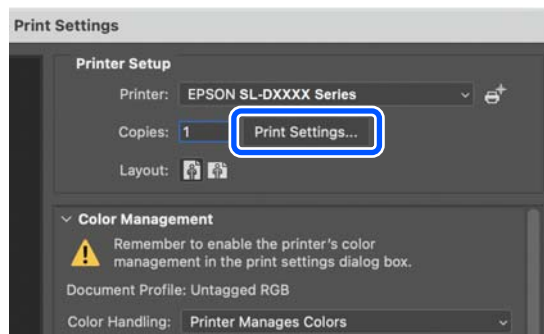 Print Settings
Printer Setup
Printer: EPSON SL-DXXXX Series
Copies: 1 Print Settings...
Layout:
Color Management
Remember to enable the printer's color
management in the print settings dialog box.
Document Profile: Untagged RGB
Color Handling: Printer Manages Colors